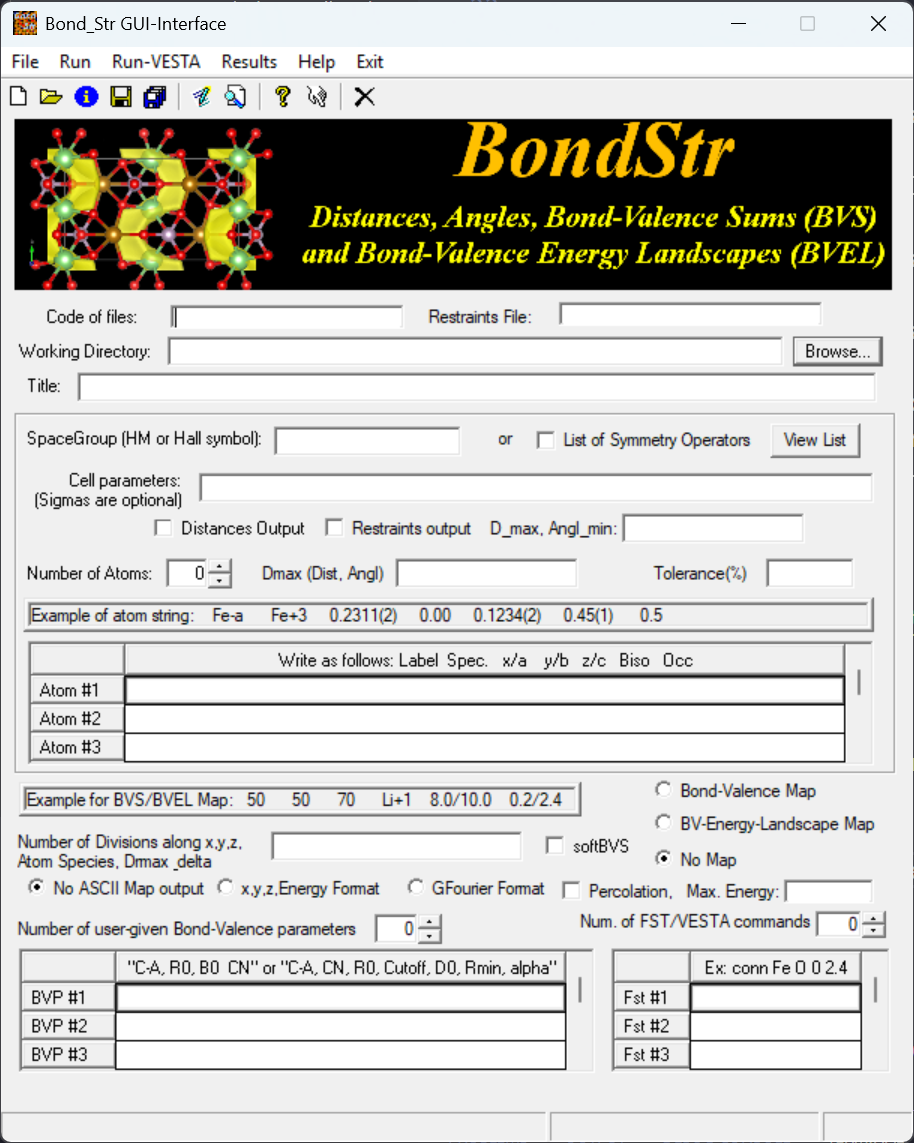 Bond_Str GUI-Interface
File Run Run-VESTA Results Help Exit
BondStr
Distances, Angles, Bond-Valence Sums (BVS)
and Bond-Valence Energy Landscapes (BVEL)
Code of files: Restraints File:
Working Directory: Browse...
Title:
SpaceGroup (HM or Hall symbol): or List of Symmetry Operators View List
Cell parameters:
(Sigmas are optional)
Distances Output Restraints output D_max, Angl_min:
Number of Atoms: 0 Dmax (Dist, Angl) Tolerance(%)
Example of atom string: Fe-a Fe+3 0.2311(2) 0.00 0.1234(2) 0.45(1) 0.5
Write as follows: Label Spec. x/a y/b z/c Biso Occ
Atom #1
Atom #2
Atom #3
Example for BVS/BVEL Map: 50 50 70 Li+1 8.0/10.0 0.2/2.4
Bond-Valence Map
BV-Energy-Landscape Map
No Map
Number of Divisions along x,y,z,
Atom Species, Drmax _delta
softBVS
No ASCII Map output x,y,z,Energy Format GFourier Format Percolation, Max. Energy:
Number of user-given Bond-Valence parameters 0 Num. of FST/VESTA commands 0
"C-A, R0, B0 CN" or "C-A, CN, R0, Cutoff, D0, Rmin, alpha"
BVP #1
BVP #2
BVP #3
Ex: conn Fe O 0 2.4
Fst #1
Fst #2
Fst #3